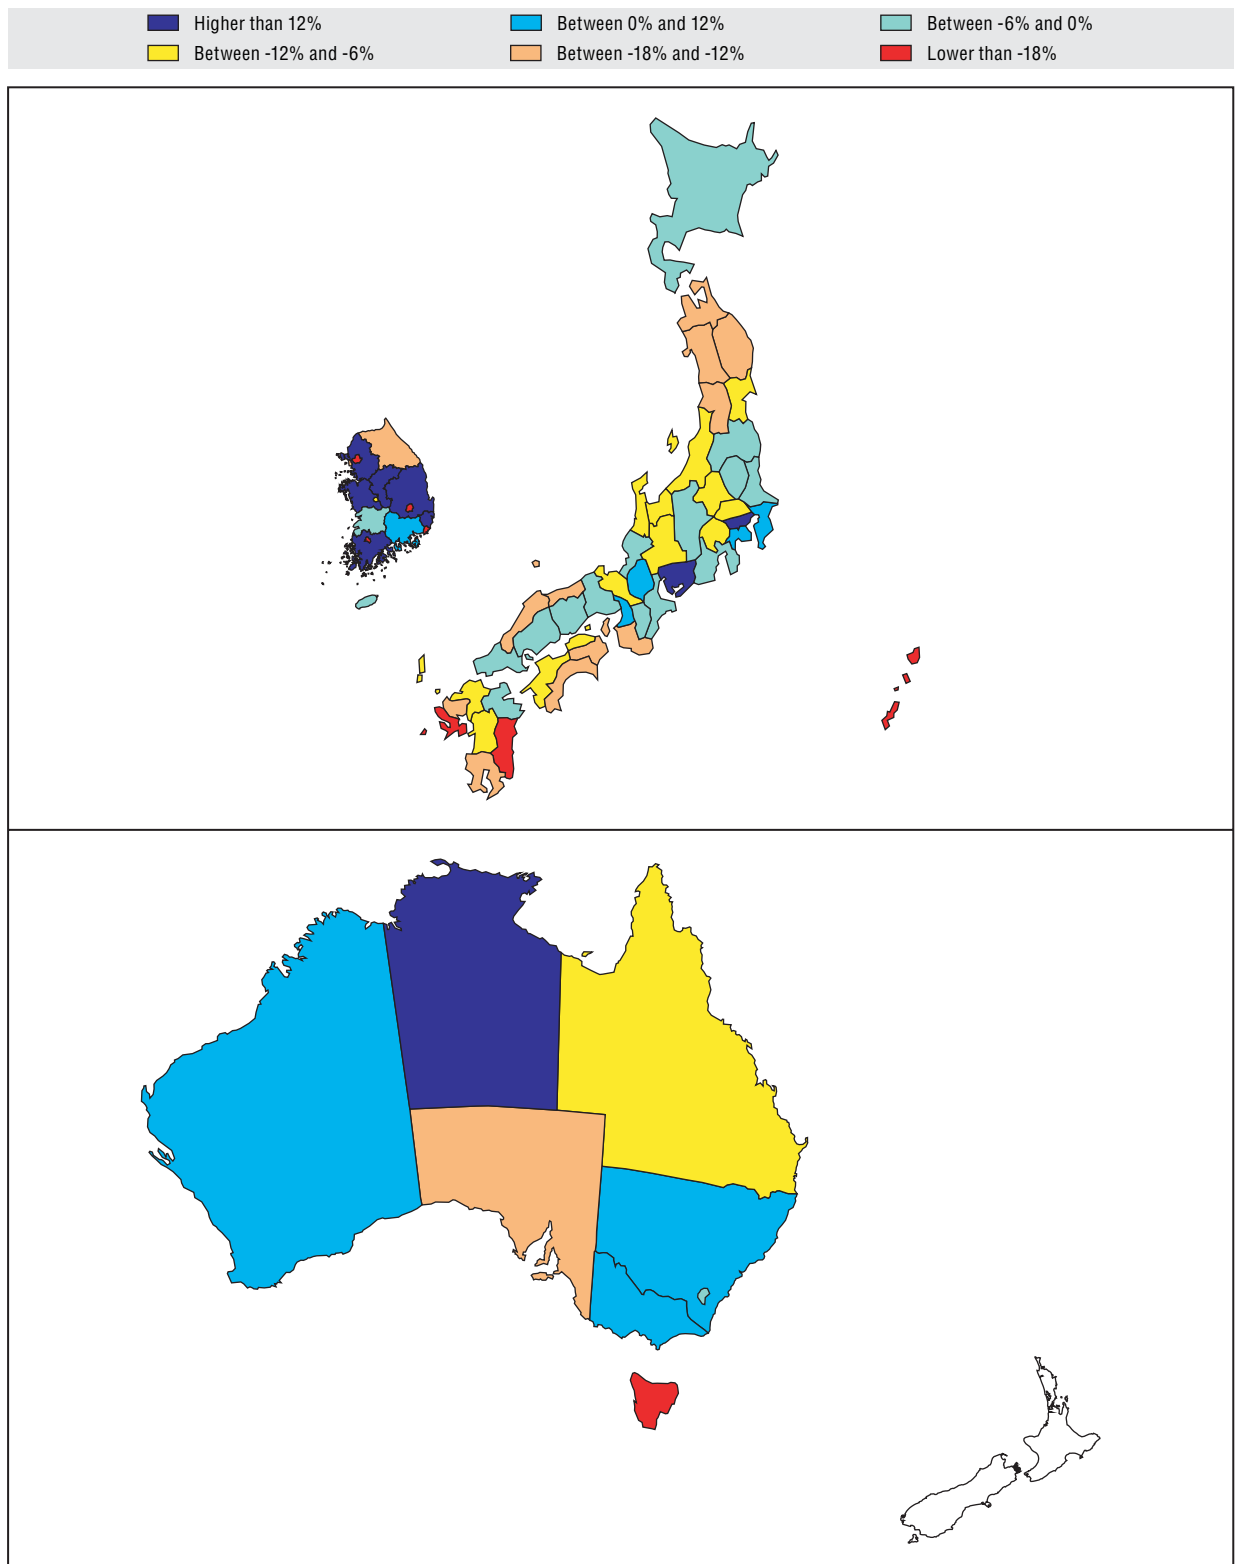 Higher than 12% Between 0% and 12% Between -6% and 0%
Between -12% and -6% Between -18% and -12% Lower than -18%